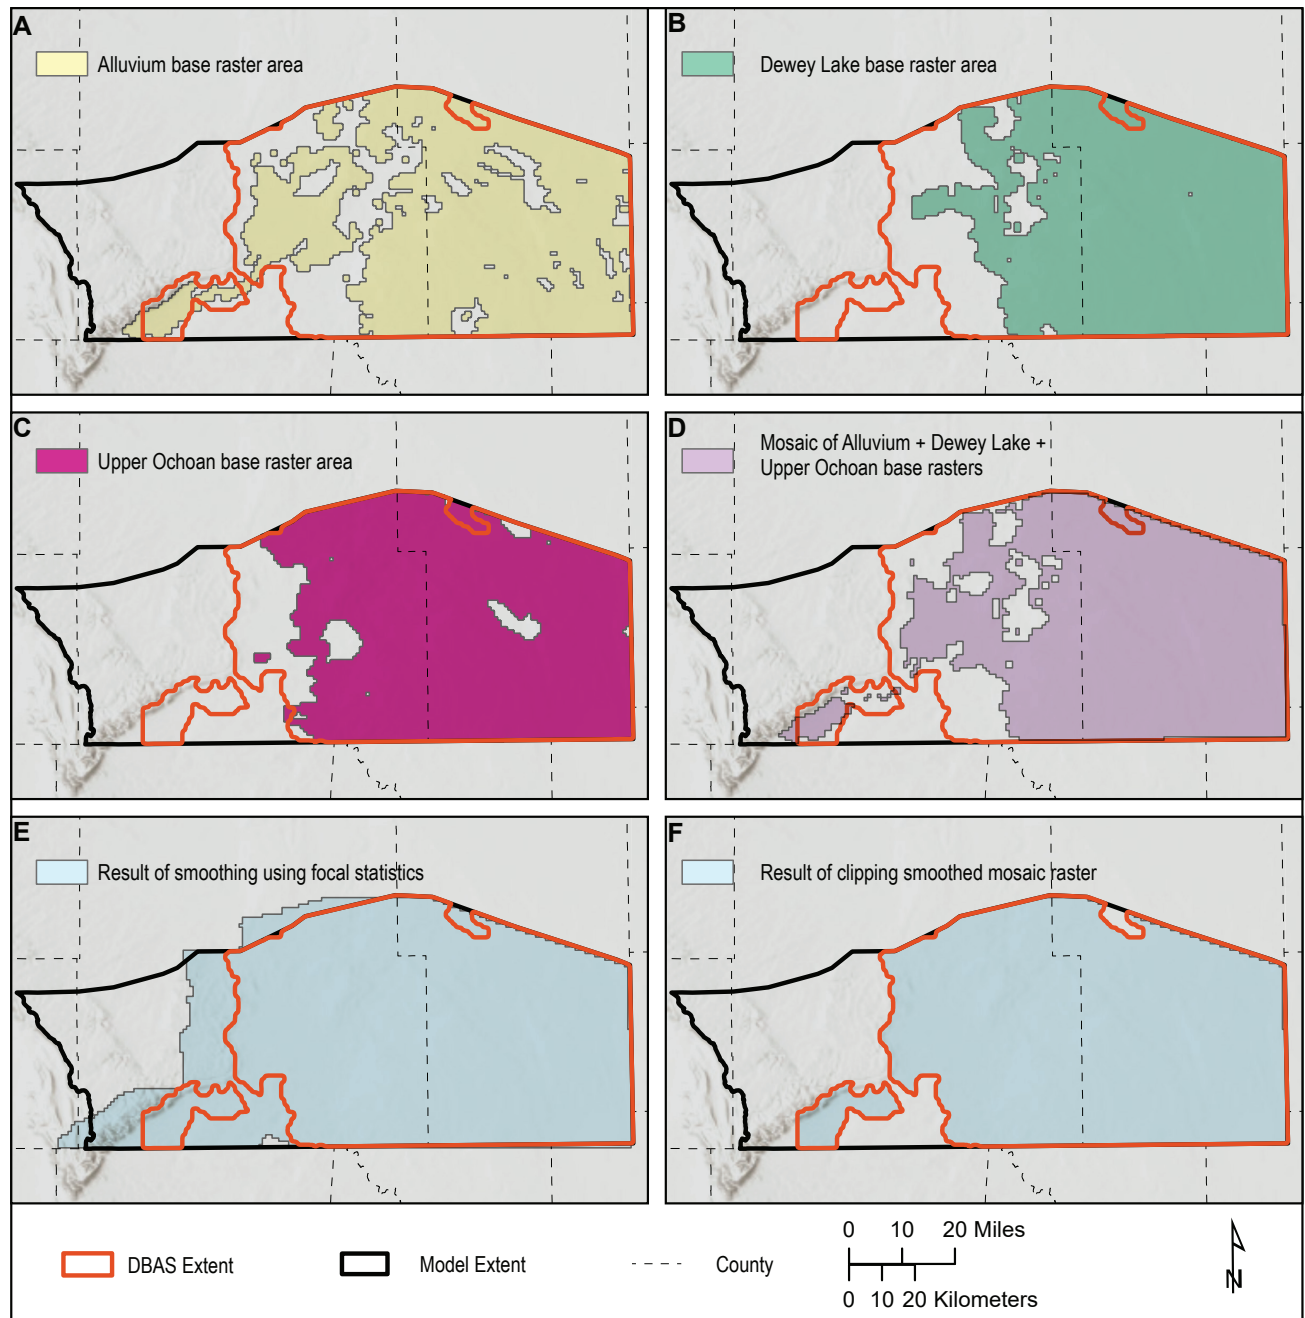 A
Alluvium base raster area
B
Dewey Lake base raster area
C
Upper Ochoan base raster area
D
Mosaic of Alluvium + Dewey Lake +
Upper Ochoan base rasters
E
Result of smoothing using focal statistics
F
Result of clipping smoothed mosaic raster
DBAS Extent
Model Extent
County
0 10 20 Miles
0 10 20 Kilometers
N